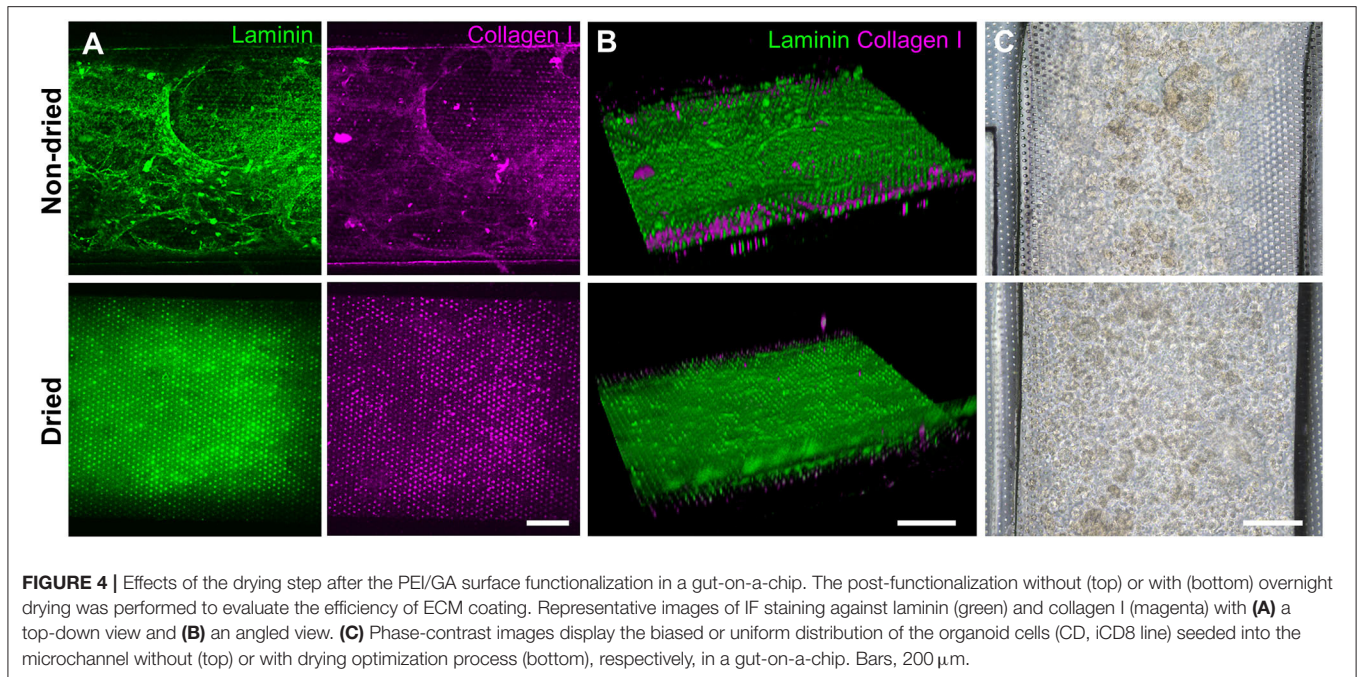 A
Laminin
Collagen I
B
Laminin Collagen I
C
Non-dried
Dried
FIGURE 4 | Effects of the drying step after the PEI/GA surface functionalization in a gut-on-a-chip. The post-functionalization without (top) or with (bottom) overnight
drying was performed to evaluate the efficiency of ECM coating. Representative images of IF staining against laminin (green) and collagen I (magenta) with (A) a
top-down view and (B) an angled view. (C) Phase-contrast images display the biased or uniform distribution of the organoid cells (CD, iCD8 line) seeded into the
microchannel without (top) or with drying optimization process (bottom), respectively, in a gut-on-a-chip. Bars, 200 μm.